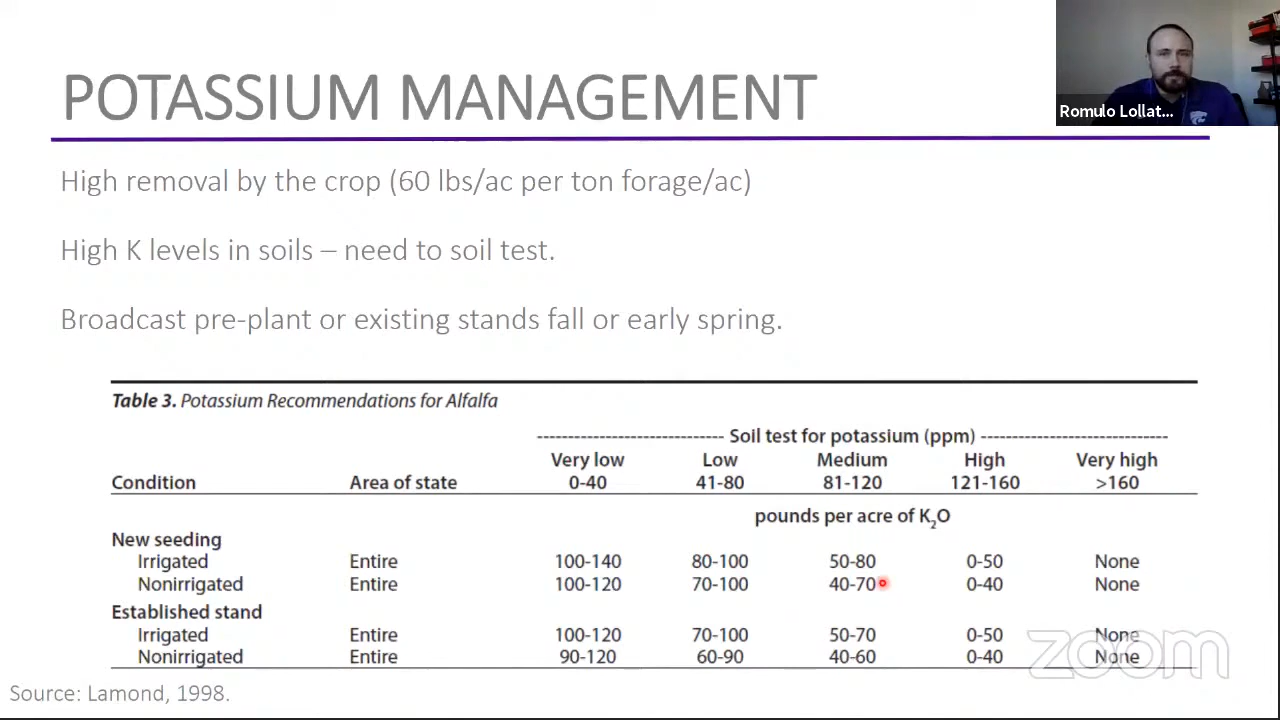 POTASSIUM MANAGEMENT
Romulo Lollat...
High removal by the crop (60 lbs/ac per ton forage/ac)
High K levels in soils – need to soil test.
Broadcast pre-plant or existing stands fall or early spring.
Table 3. Potassium Recommendations for Alfalfa
---------------------------- Soil test for potassium (ppm) ----------------------------
Very low Low Medium High Very high
Condition Area of state 0-40 41-80 81-120 121-160 >160
pounds per acre of K₂O
New seeding
Irrigated Entire 100-140 80-100 50-80 0-50 None
Nonirrigated Entire 100-120 70-100 40-70 0-40 None
Established stand
Irrigated Entire 100-120 70-100 50-70 0-50 None
Nonirrigated Entire 90-120 60-90 40-60 0-40 None
zoom
Source: Lamond, 1998.